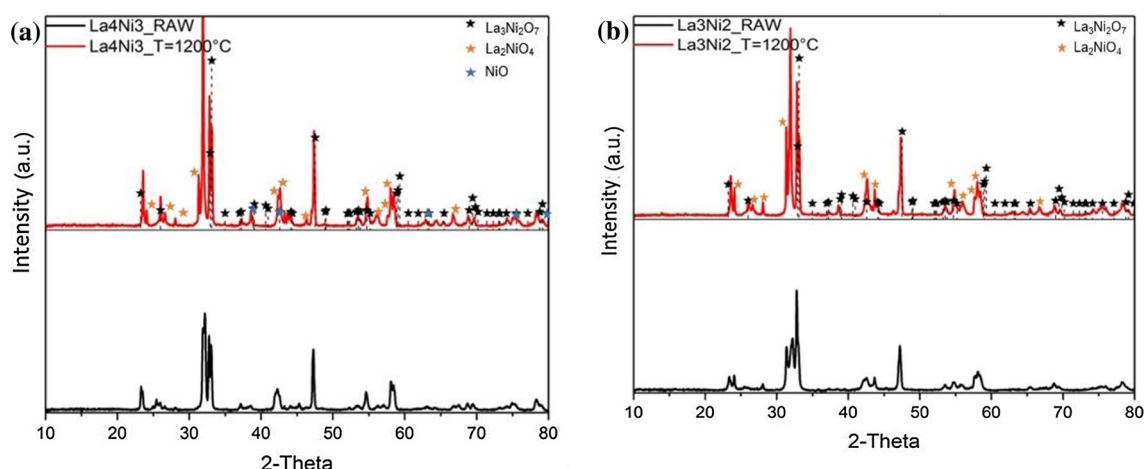 (a)
La4Ni3_RAW
La4Ni3_T=1200°C
La₃Ni₂O₇
La₂NiO₄
NiO
Intensity (a.u.)
10 20 30 40 50 60 70 80
2-Theta
(b)
La3Ni2_RAW
La3Ni2_T=1200°C
La₃Ni₂O₇
La₂NiO₄
Intensity (a.u.)
10 20 30 40 50 60 70 80
2-Theta